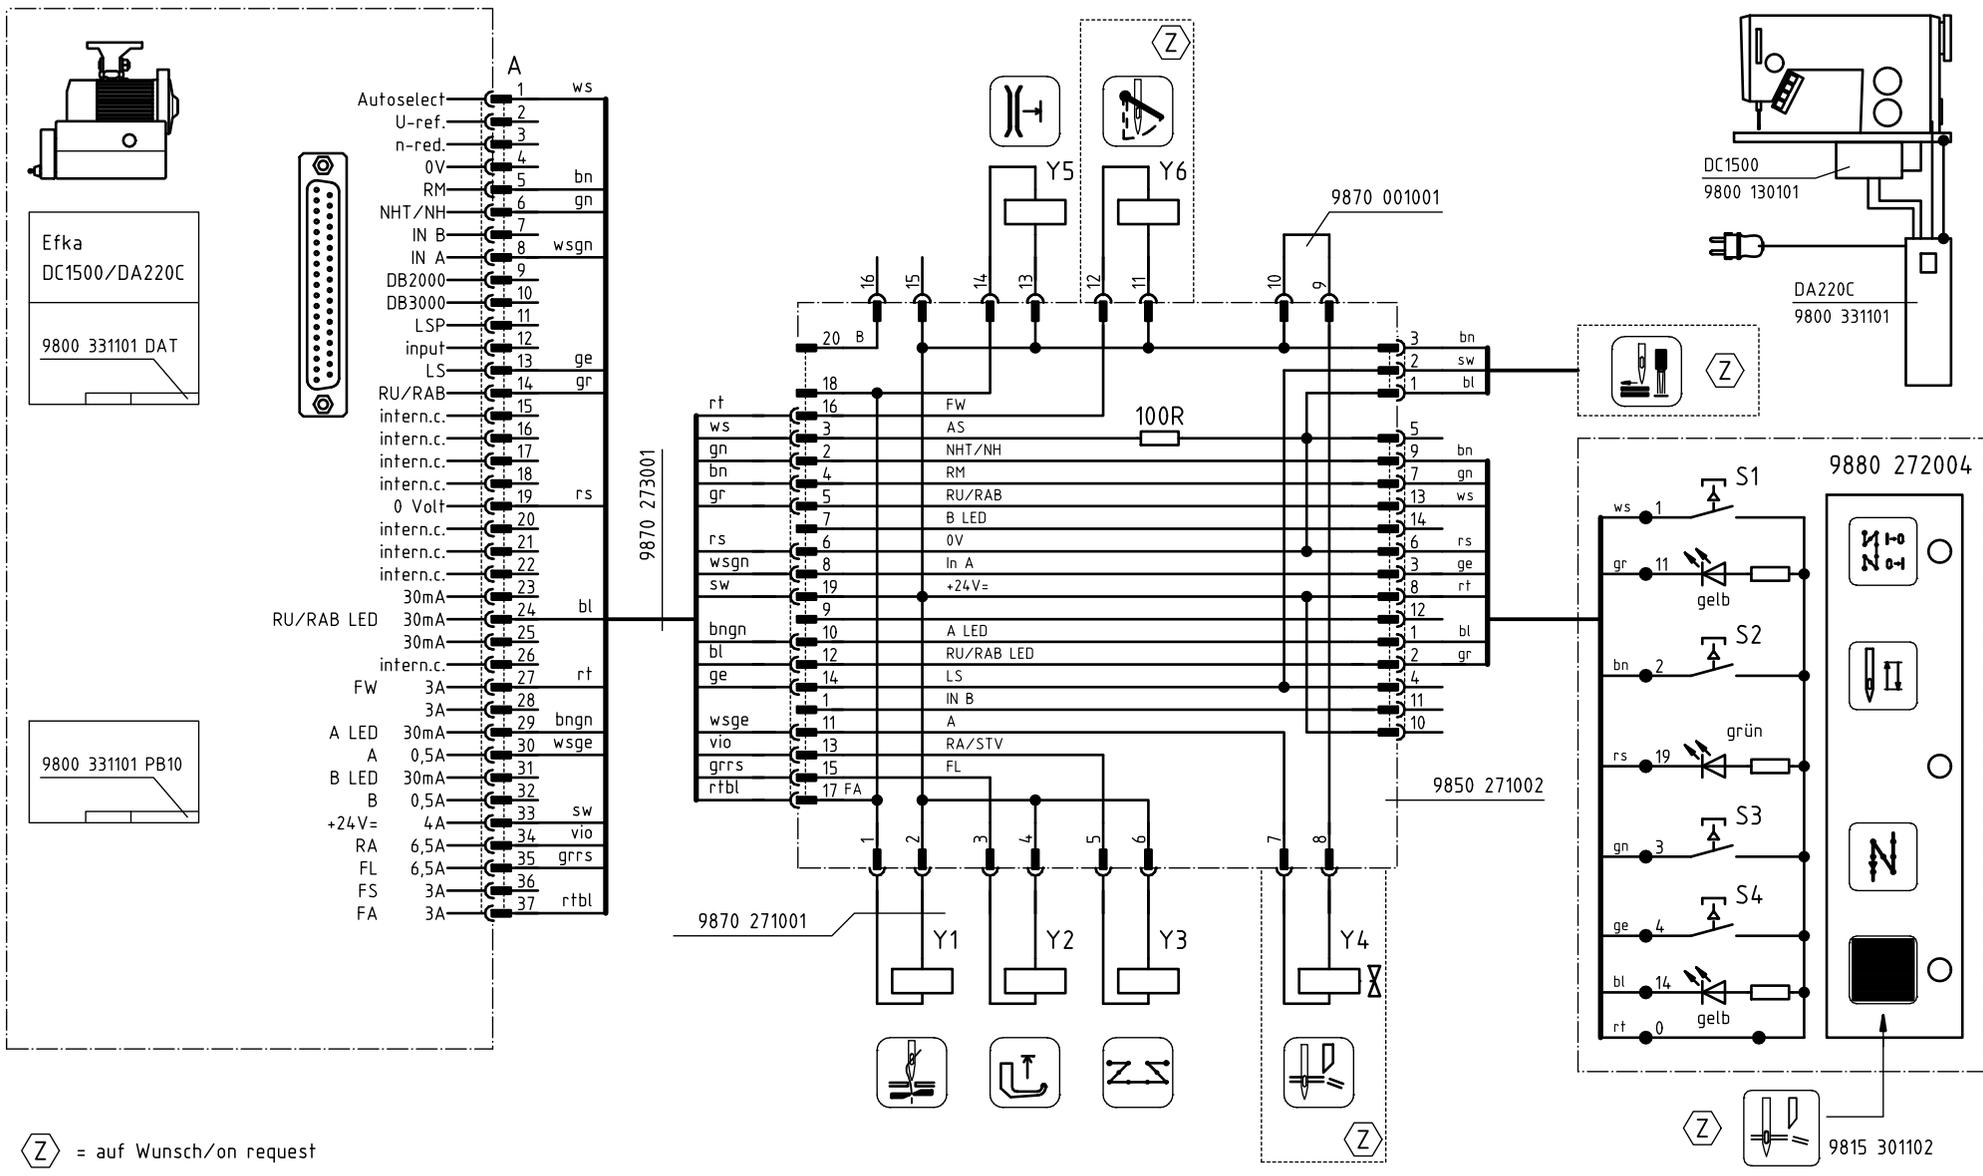 A
Autoselect 1 ws
U-ref. 2
n-red. 3
0V 4
RM 5 bn
NHT/NH 6 gn
IN B 7
IN A 8 wsgn
DB2000 9
DB3000 10
LSP 11
input 12
LS 13 ge
RU/RAB 14 gr
intern.c. 15
intern.c. 16
intern.c. 17
intern.c. 18
0 Volt 19 rs
intern.c. 20
intern.c. 21
intern.c. 22
30mA 23
RU/RAB LED 30mA 24 bl
30mA 25
intern.c. 26
FW 3A 27 rt
3A 28
A LED 30mA 29 bngn
A 0,5A 30 wsge
B LED 30mA 31
B 0,5A 32
+24V= 4A 33 sw
RA 6,5A 34 vio
FL 6,5A 35 grrs
FS 3A 36
FA 3A 37 rtbl
Efka
DC1500/DA220C
9800 331101 DAT
9800 331101 PB10
Z = auf Wunsch/on request
9870 273001
Z
Y5
Y6
9870 001001
16 15 14 13 12 11 10 9
20 B
18
rt 16 FW
ws 3 AS 100R 5
gn 2 NHT/NH 9 bn
bn 4 RM 7 gn
gr 5 RU/RAB 13 ws
7 B LED 14
rs 6 0V 6 rs
wsgn 8 In A 3 ge
sw 19 +24V= 8 rt
9 12
bngn 10 A LED 1 bl
bl 12 RU/RAB LED 2 gr
ge 14 LS 4
1 IN B 11
wsge 11 A 10
vio 13 RA/STV
grrs 15 FL
rtbl 17 FA
3 bn
2 sw
1 bl
Z
9850 271002
1 2 3 4 5 6 7 8
9870 271001
Y1
Y2
Y3
Y4
Z
DC1500
9800 130101
DA220C
9800 331101
9880 272004
ws 1 S1
gr 11
gelb
bn 2 S2
grün
rs 19
gn 3 S3
ge 4 S4
bl 14
gelb
rt 0
Z
9815 301102